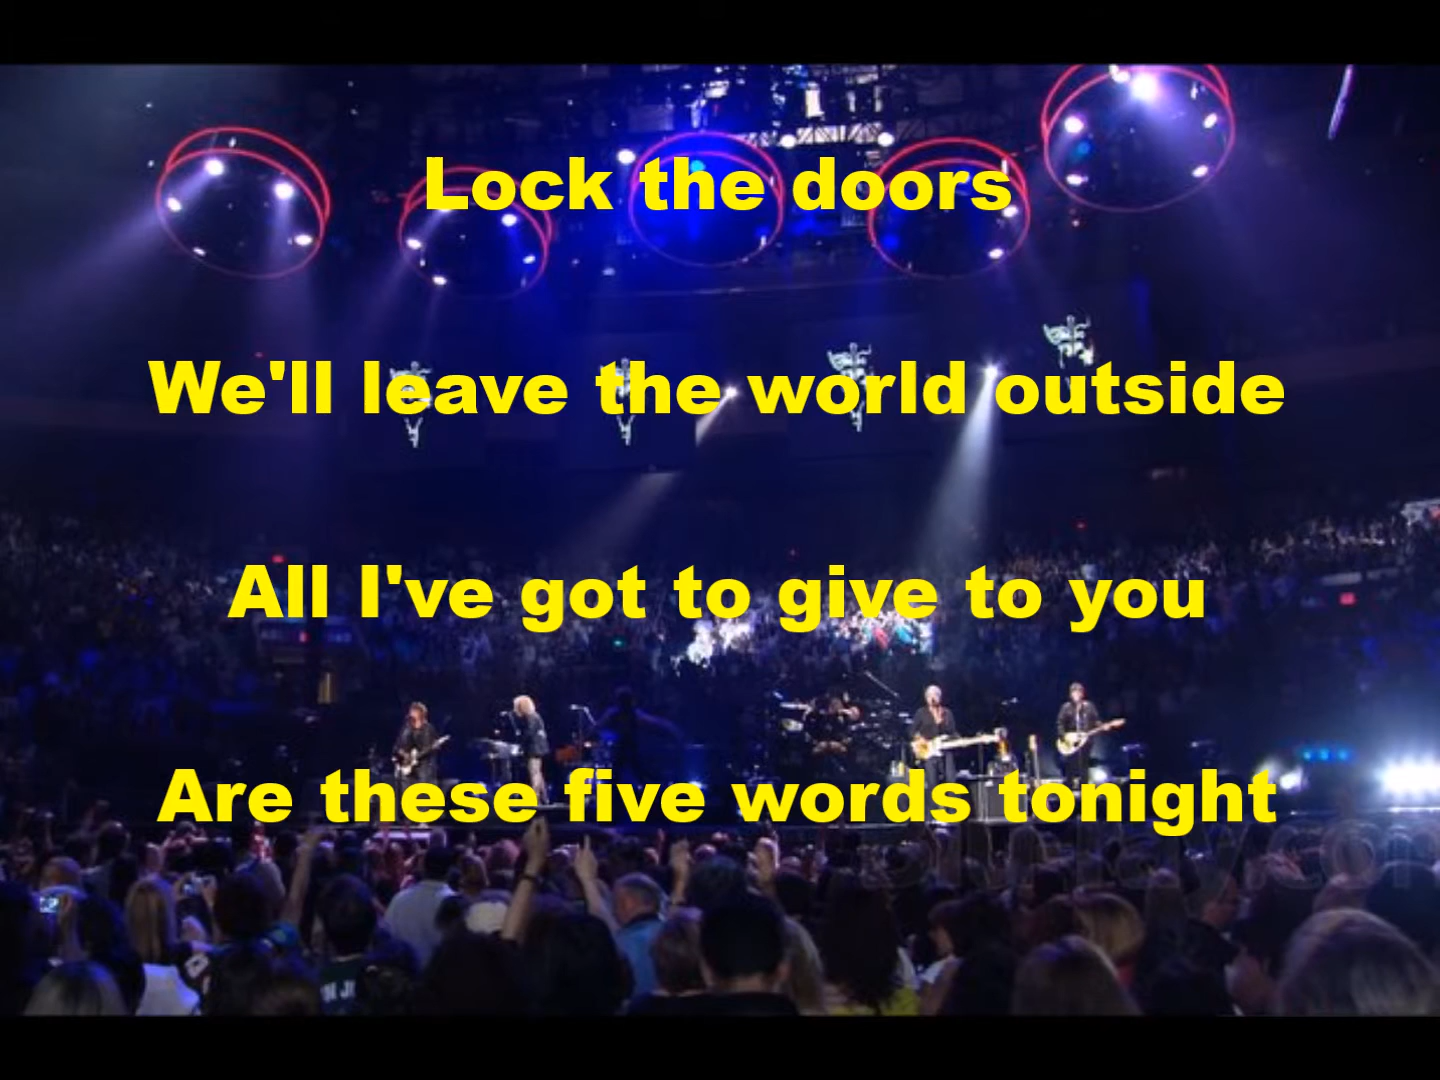 Lock the doors
We'll leave the world outside
All I've got to give to you
Are these five words tonight